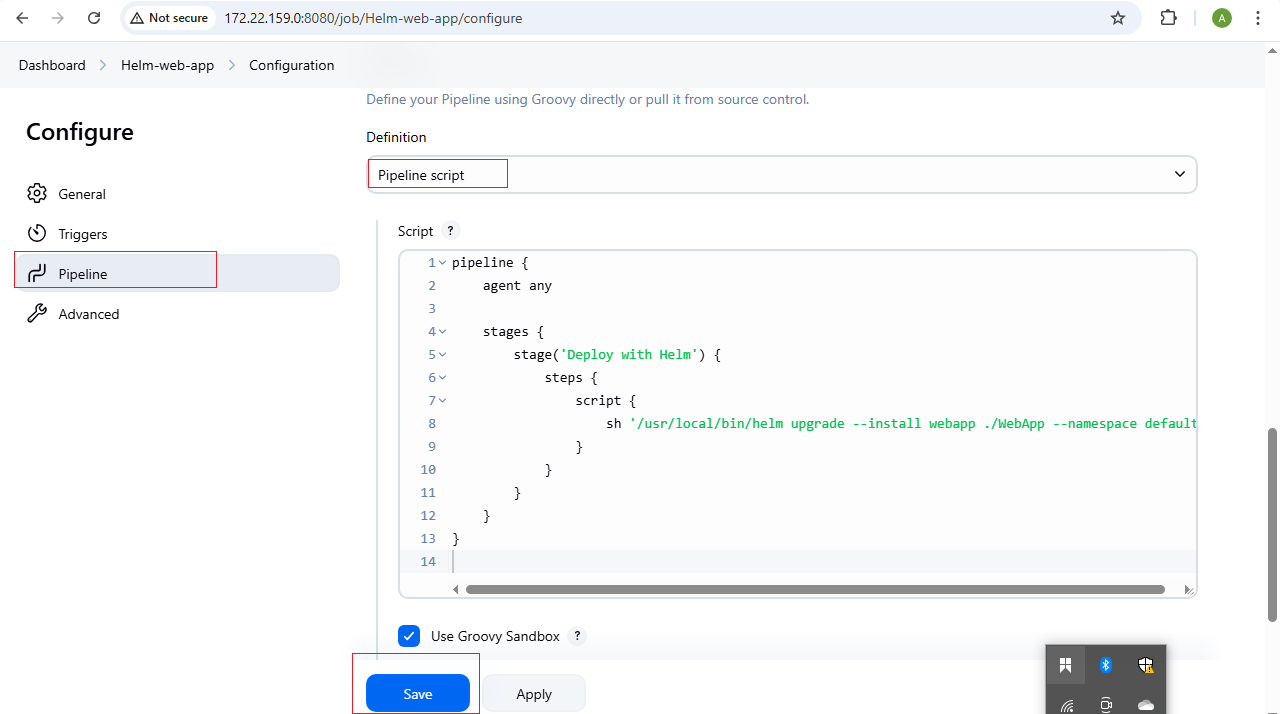 Not secure 172.22.159.0:8080/job/Helm-web-app/configure A
Dashboard Helm-web-app Configuration
Define your Pipeline using Groovy directly or pull it from source control.
Configure
Definition
Pipeline script
General
Triggers
Pipeline
Advanced
Script ?
1 pipeline {
2     agent any
3
4     stages {
5         stage('Deploy with Helm') {
6             steps {
7                 script {
8                     sh '/usr/local/bin/helm upgrade --install webapp ./WebApp --namespace default
9                 }
10             }
11         }
12     }
13 }
14
Use Groovy Sandbox ?
Save Apply